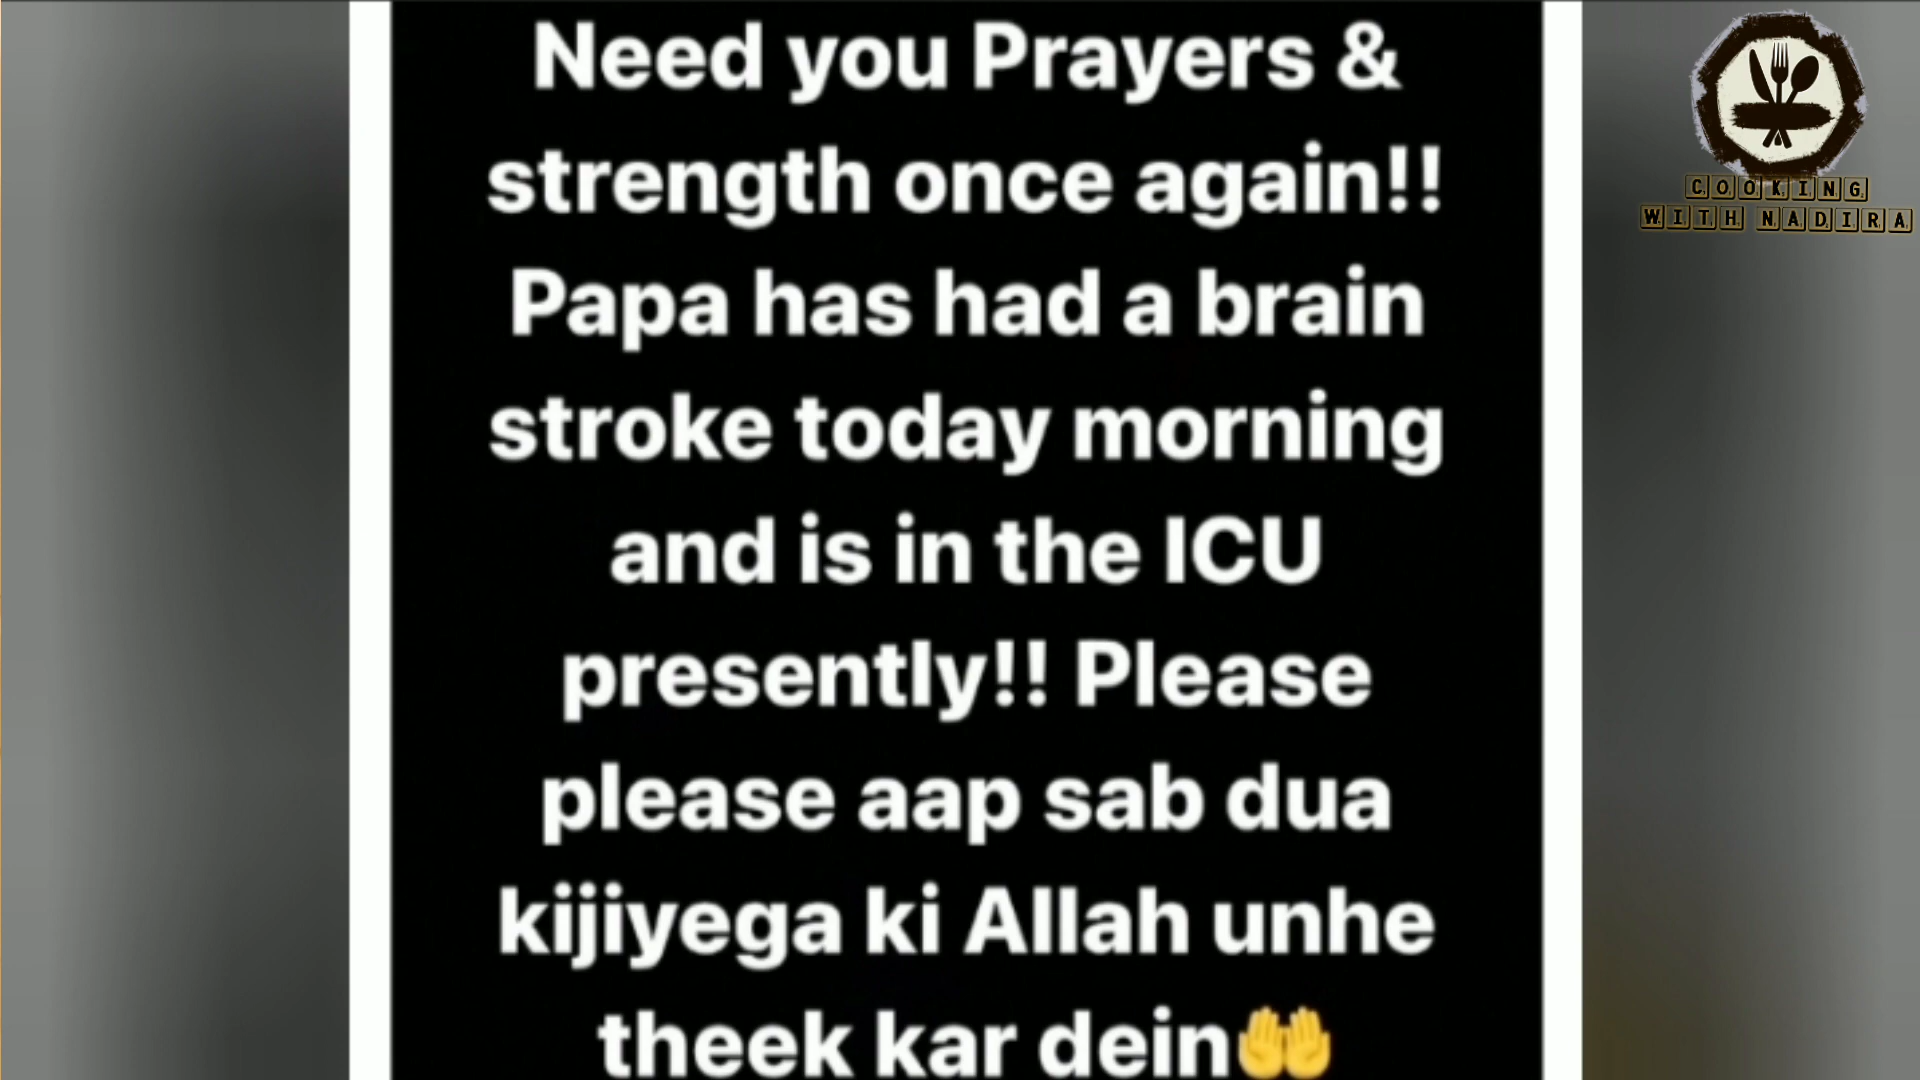 Need you Prayers &
strength once again!!
Papa has had a brain
stroke today morning
and is in the ICU
presently!! Please
please aap sab dua
kijiyega ki Allah unhe
theek kar dein🤲
COOKING
WITH NADIRA